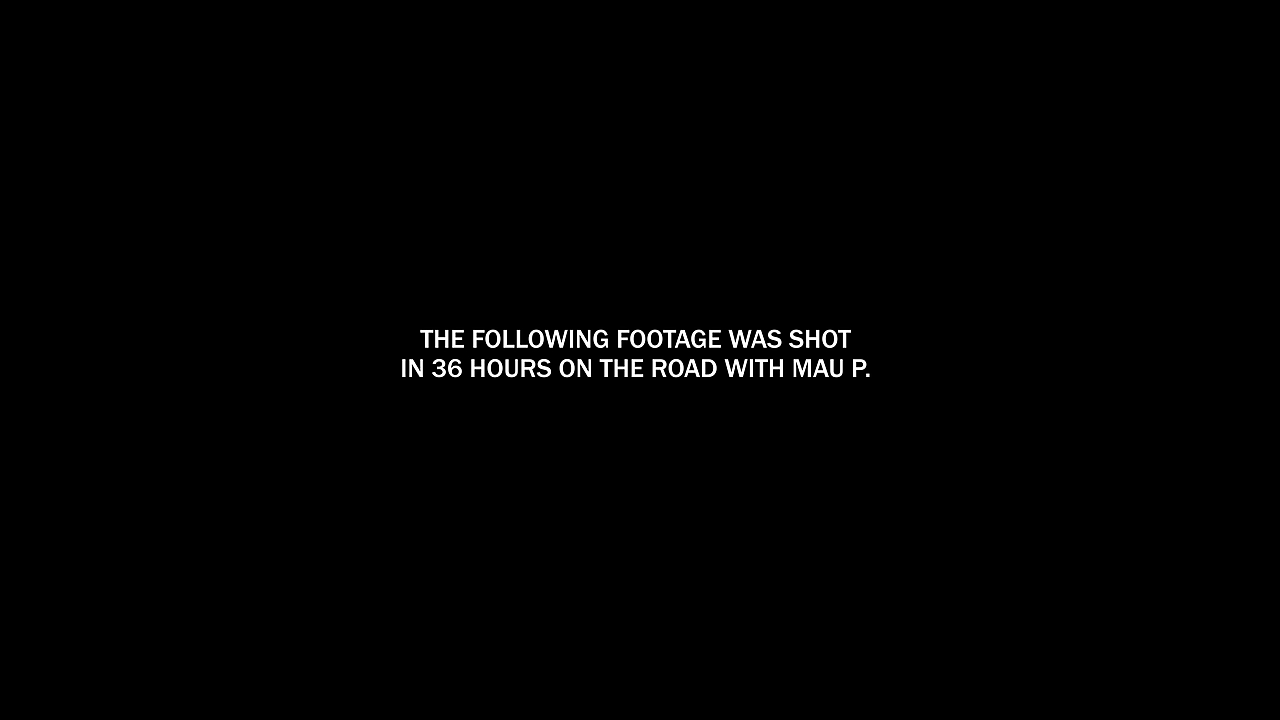 THE FOLLOWING FOOTAGE WAS SHOT
IN 36 HOURS ON THE ROAD WITH MAU P.